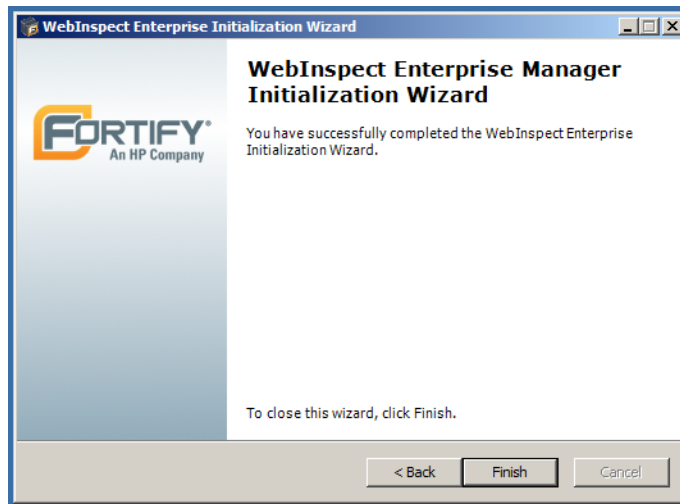 WebInspect Enterprise Initialization Wizard
WebInspect Enterprise Manager
Initialization Wizard
You have successfully completed the WebInspect Enterprise
Initialization Wizard.
FORTIFY
An HP Company
To close this wizard, click Finish.
< Back
Finish
Cancel